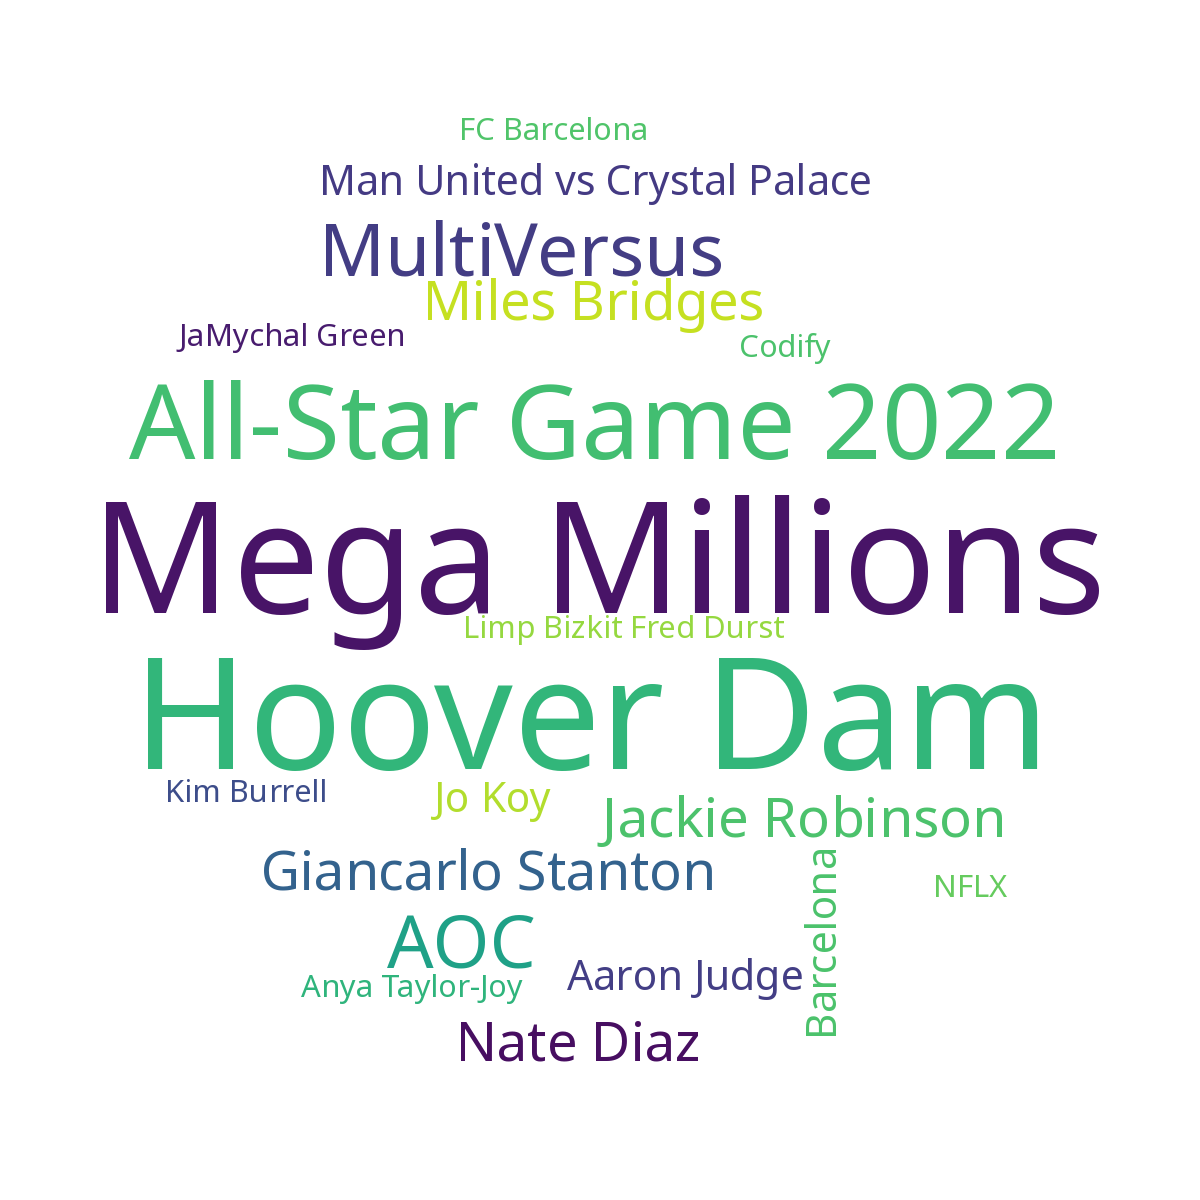 FC Barcelona
Man United vs Crystal Palace
MultiVersus
Miles Bridges
JaMychal Green
Codify
All-Star Game 2022
Mega Millions
Limp Bizkit Fred Durst
Hoover Dam
Kim Burrell
Jo Koy
Jackie Robinson
Giancarlo Stanton
Barcelona
NFLX
AOC
Aaron Judge
Anya Taylor-Joy
Nate Diaz